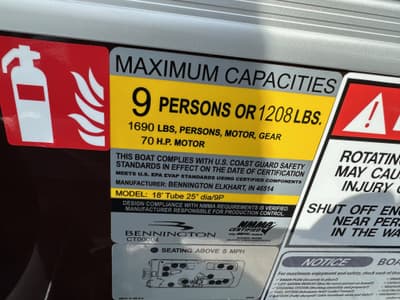 MAXIMUM CAPACITIES
9 PERSONS OR 1208 LBS.
1690 LBS, PERSONS, MOTOR, GEAR
70 H.P. MOTOR
THIS BOAT COMPLIES WITH U.S. COAST GUARD SAFETY
STANDARDS IN EFFECT ON THE DATE OF CERTIFICATION
MEETS U.S. EPA EVAP STANDARDS USING CERTIFIED COMPONENTS
MANUFACTURER: BENNINGTON ELKHART, IN 46514
MODEL: 18' Tube 25" dia/9P
DESIGN COMPLIANCE WITH NMMA REQUIREMENTS IS VERIFIED.
MANUFACTURER RESPONSIBLE FOR PRODUCTION CONTROL.
BENNINGTON
NMMA
CERTIFIED
SEATING ABOVE 5 MPH
ROTATING
MAY CAU
INJURY O
SHUT OFF EN
NEAR PER
IN THE WA
NOTICE
BOA